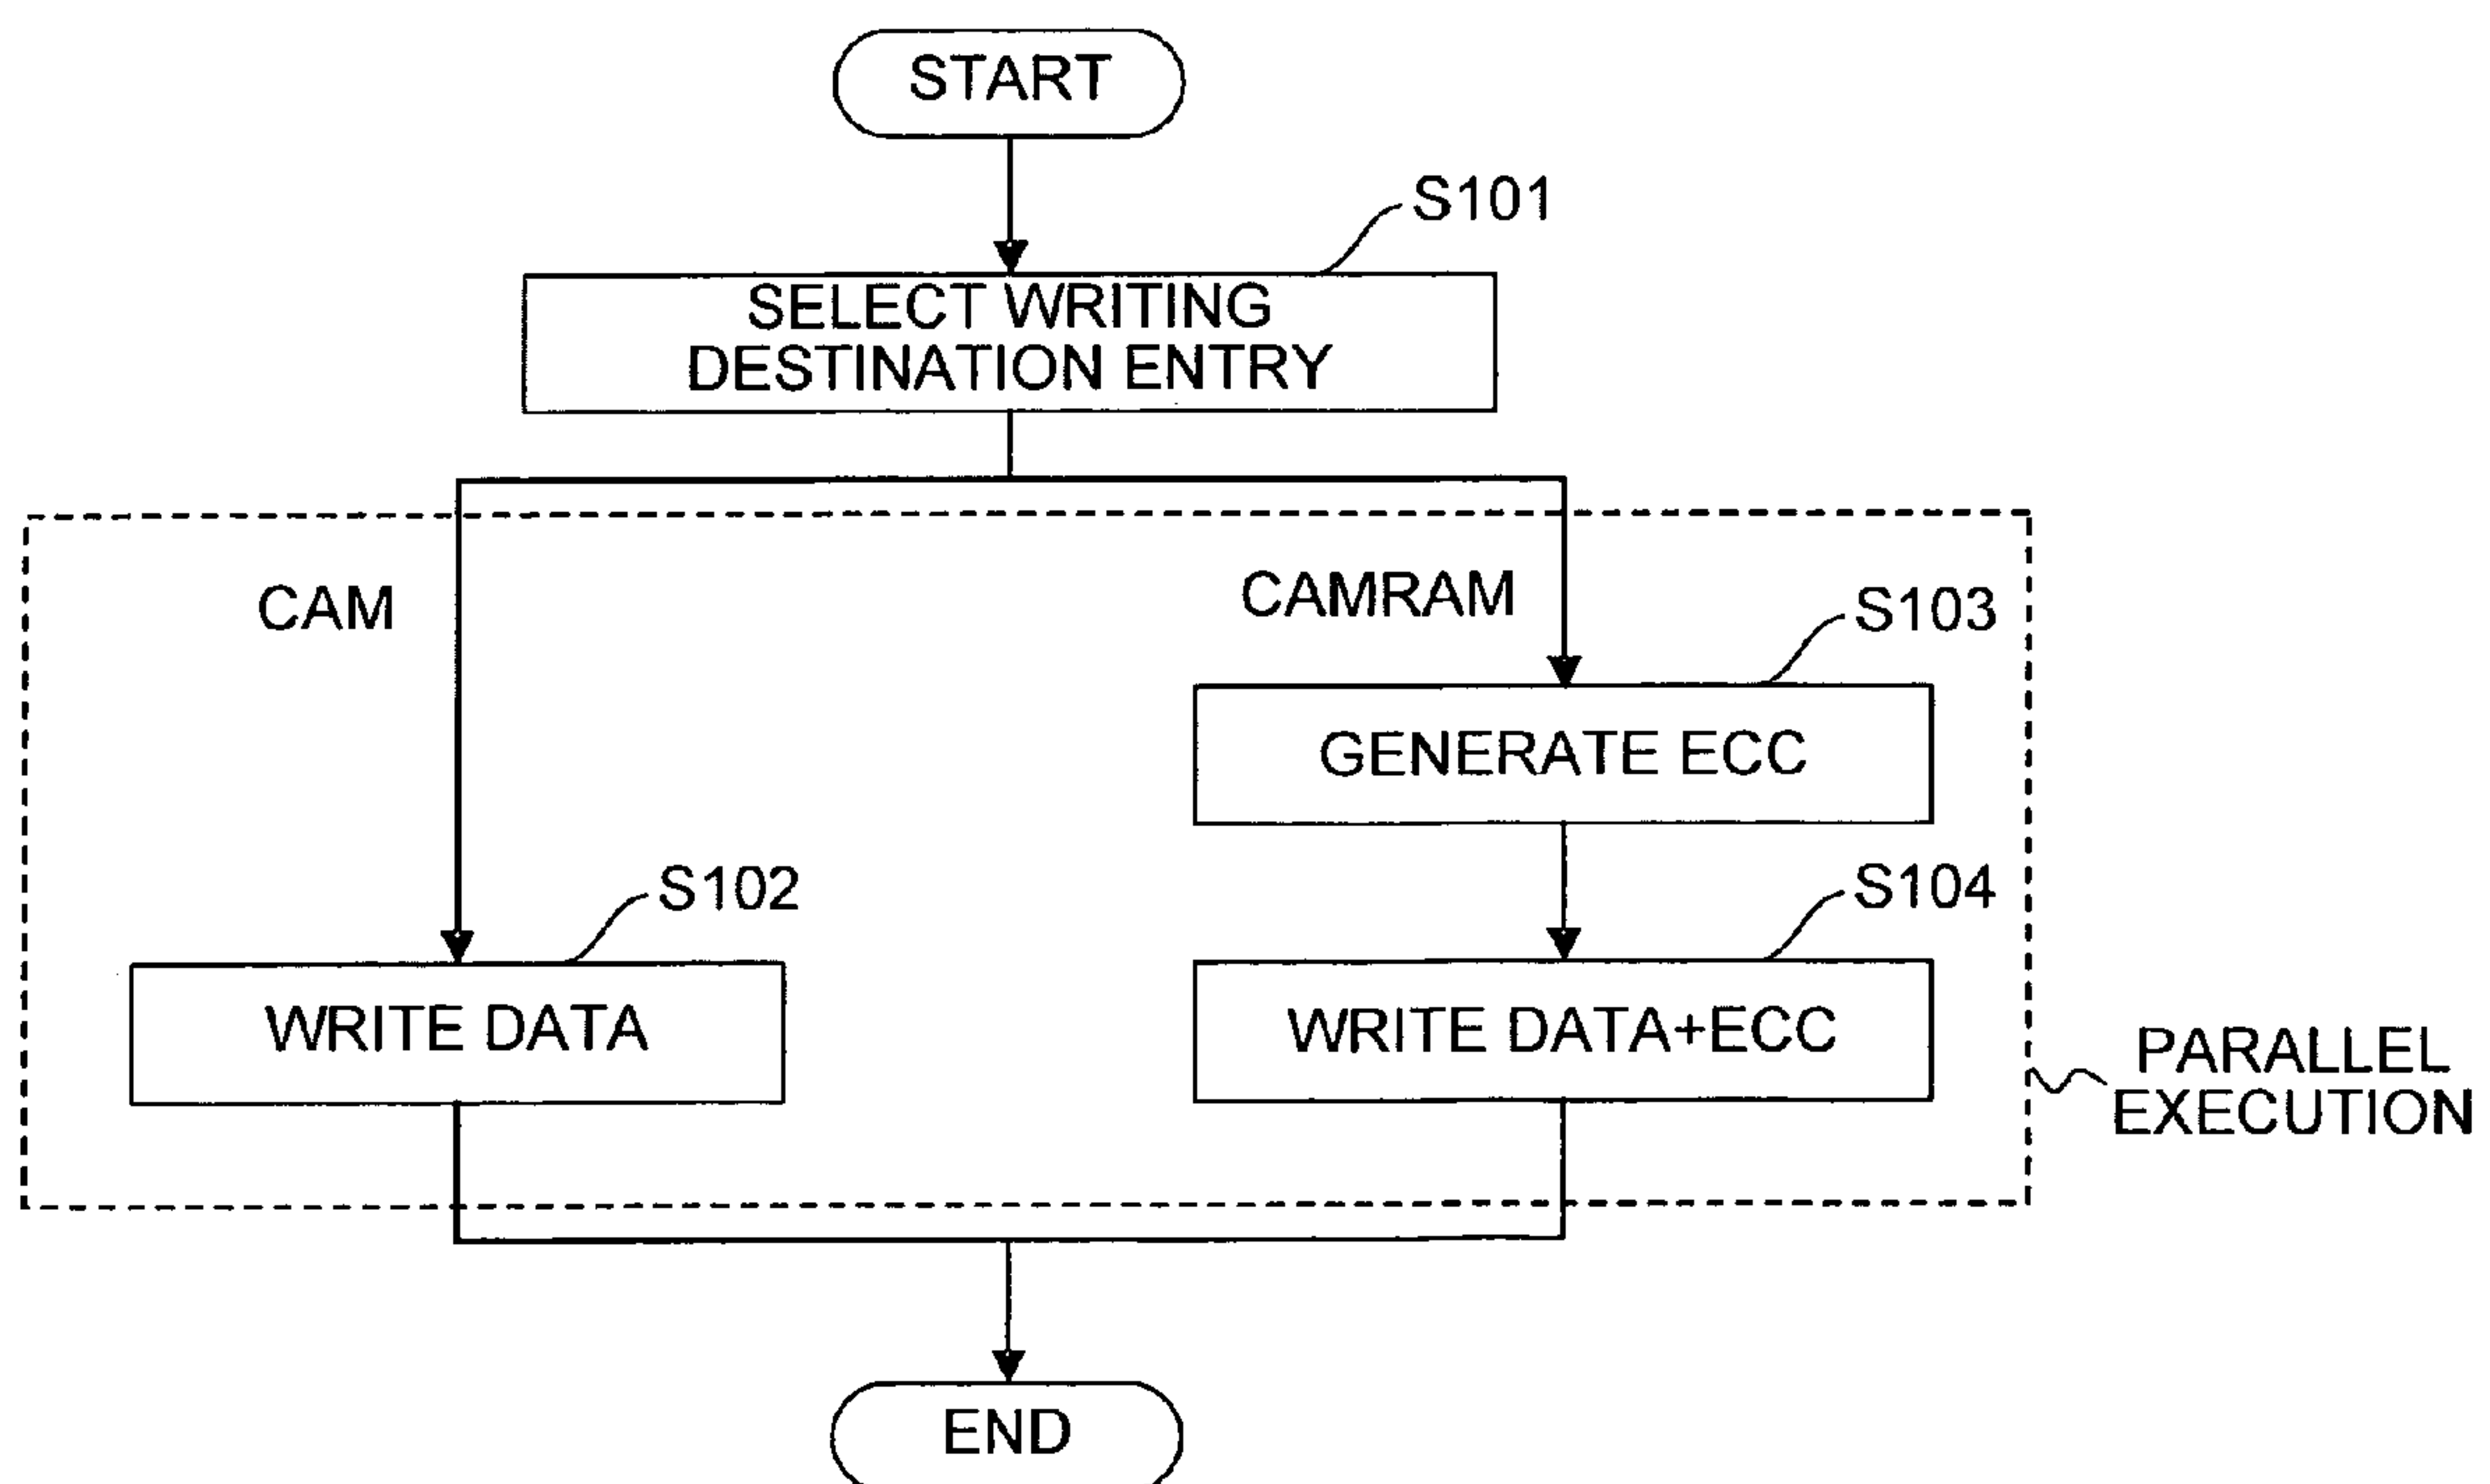 START
S101
SELECT WRITING
DESTINATION ENTRY
CAM
CAMRAM
S103
GENERATE ECC
S102
S104
WRITE DATA
WRITE DATA+ECC
PARALLEL
EXECUTION
END